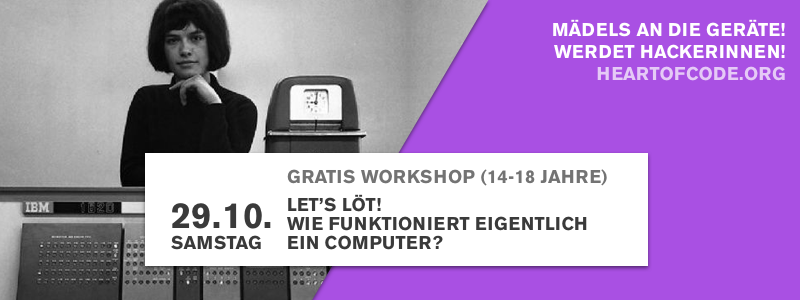 MÄDELS AN DIE GERÄTE!
WERDET HACKERINNEN!
HEARTOFCODE.ORG
GRATIS WORKSHOP (14-18 JAHRE)
29.10.
SAMSTAG
LET'S LÖT!
WIE FUNKTIONIERT EIGENTLICH
EIN COMPUTER?
IBM 1620